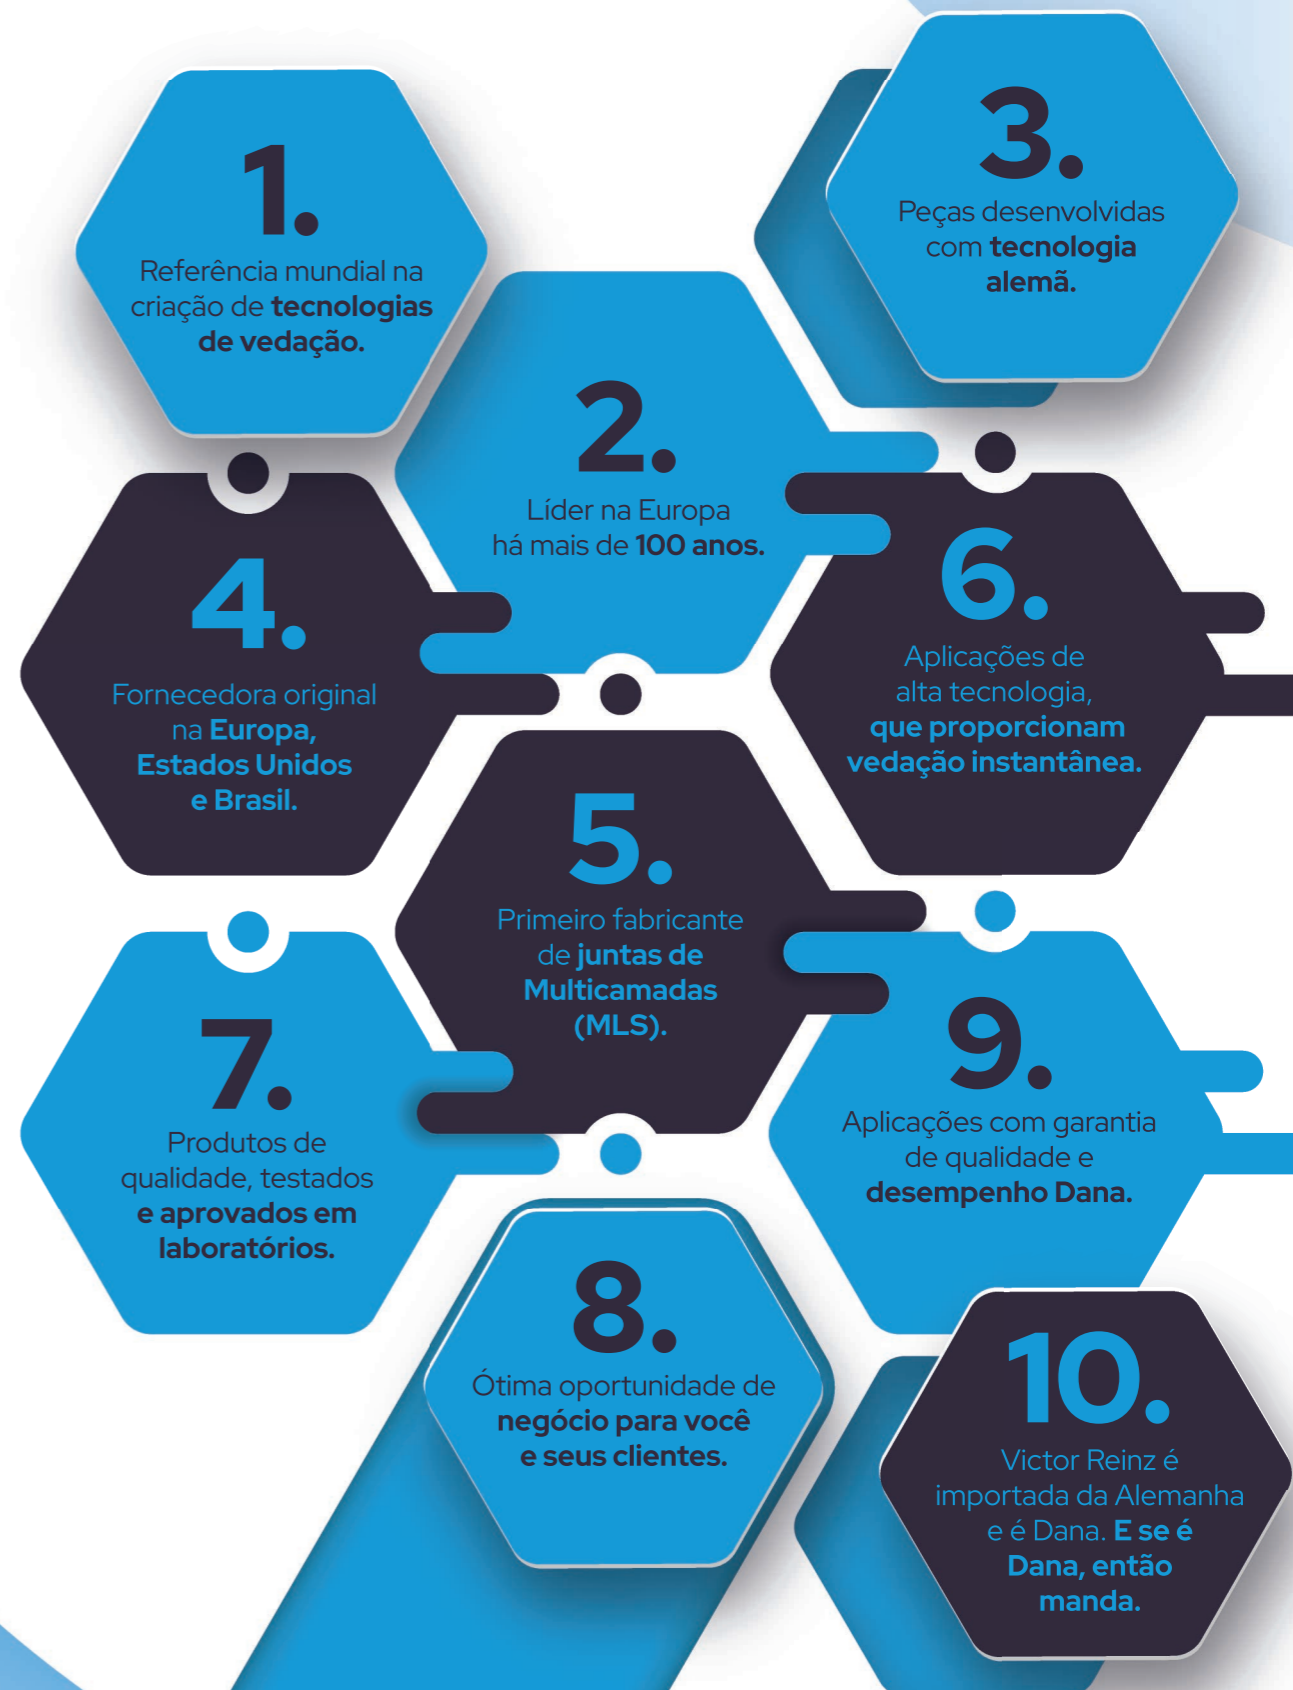 1.
Referência mundial na
criação de tecnologias
de vedação.
2.
Líder na Europa
há mais de 100 anos.
3.
Peças desenvolvidas
com tecnologia
alemã.
4.
Fornecedora original
na Europa,
Estados Unidos
e Brasil.
5.
Primeiro fabricante
de juntas de
Multicamadas
(MLS).
6.
Aplicações de
alta tecnologia,
que proporcionam
vedação instantânea.
7.
Produtos de
qualidade, testados
e aprovados em
laboratórios.
8.
Ótima oportunidade de
negócio para você
e seus clientes.
9.
Aplicações com garantia
de qualidade e
desempenho Dana.
10.
Victor Reinz é
importada da Alemanha
e é Dana. E se é
Dana, então
manda.